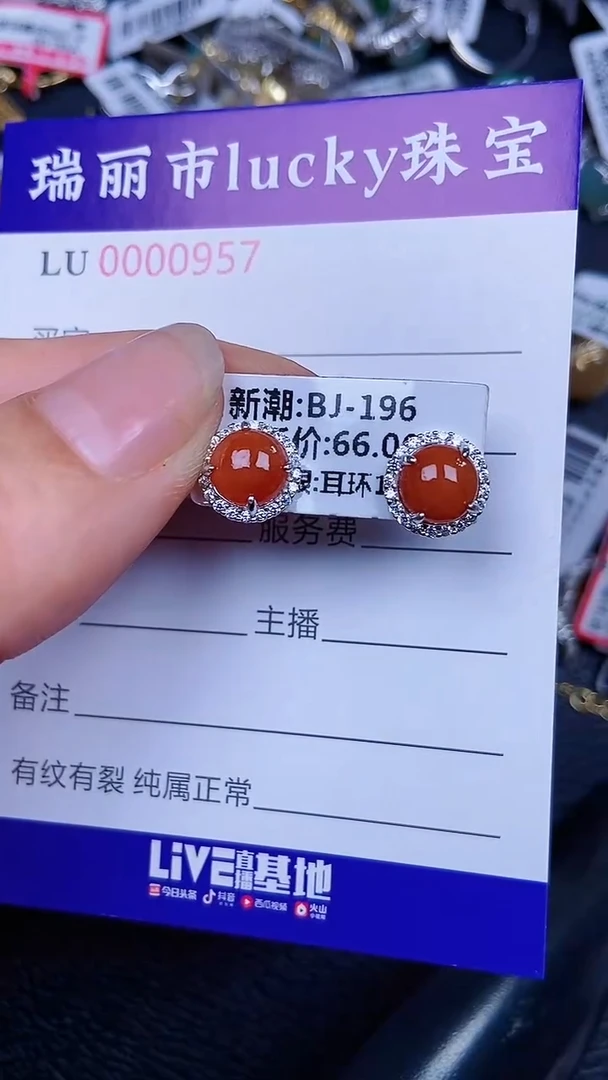 瑞丽市lucky珠宝
LU 0000957
新潮:BJ-196
价:66.0
:耳环1
服务费
主播
备注
有纹有裂 纯属正常
LiVE直播基地
今日头条 抖音 西瓜视频 火山